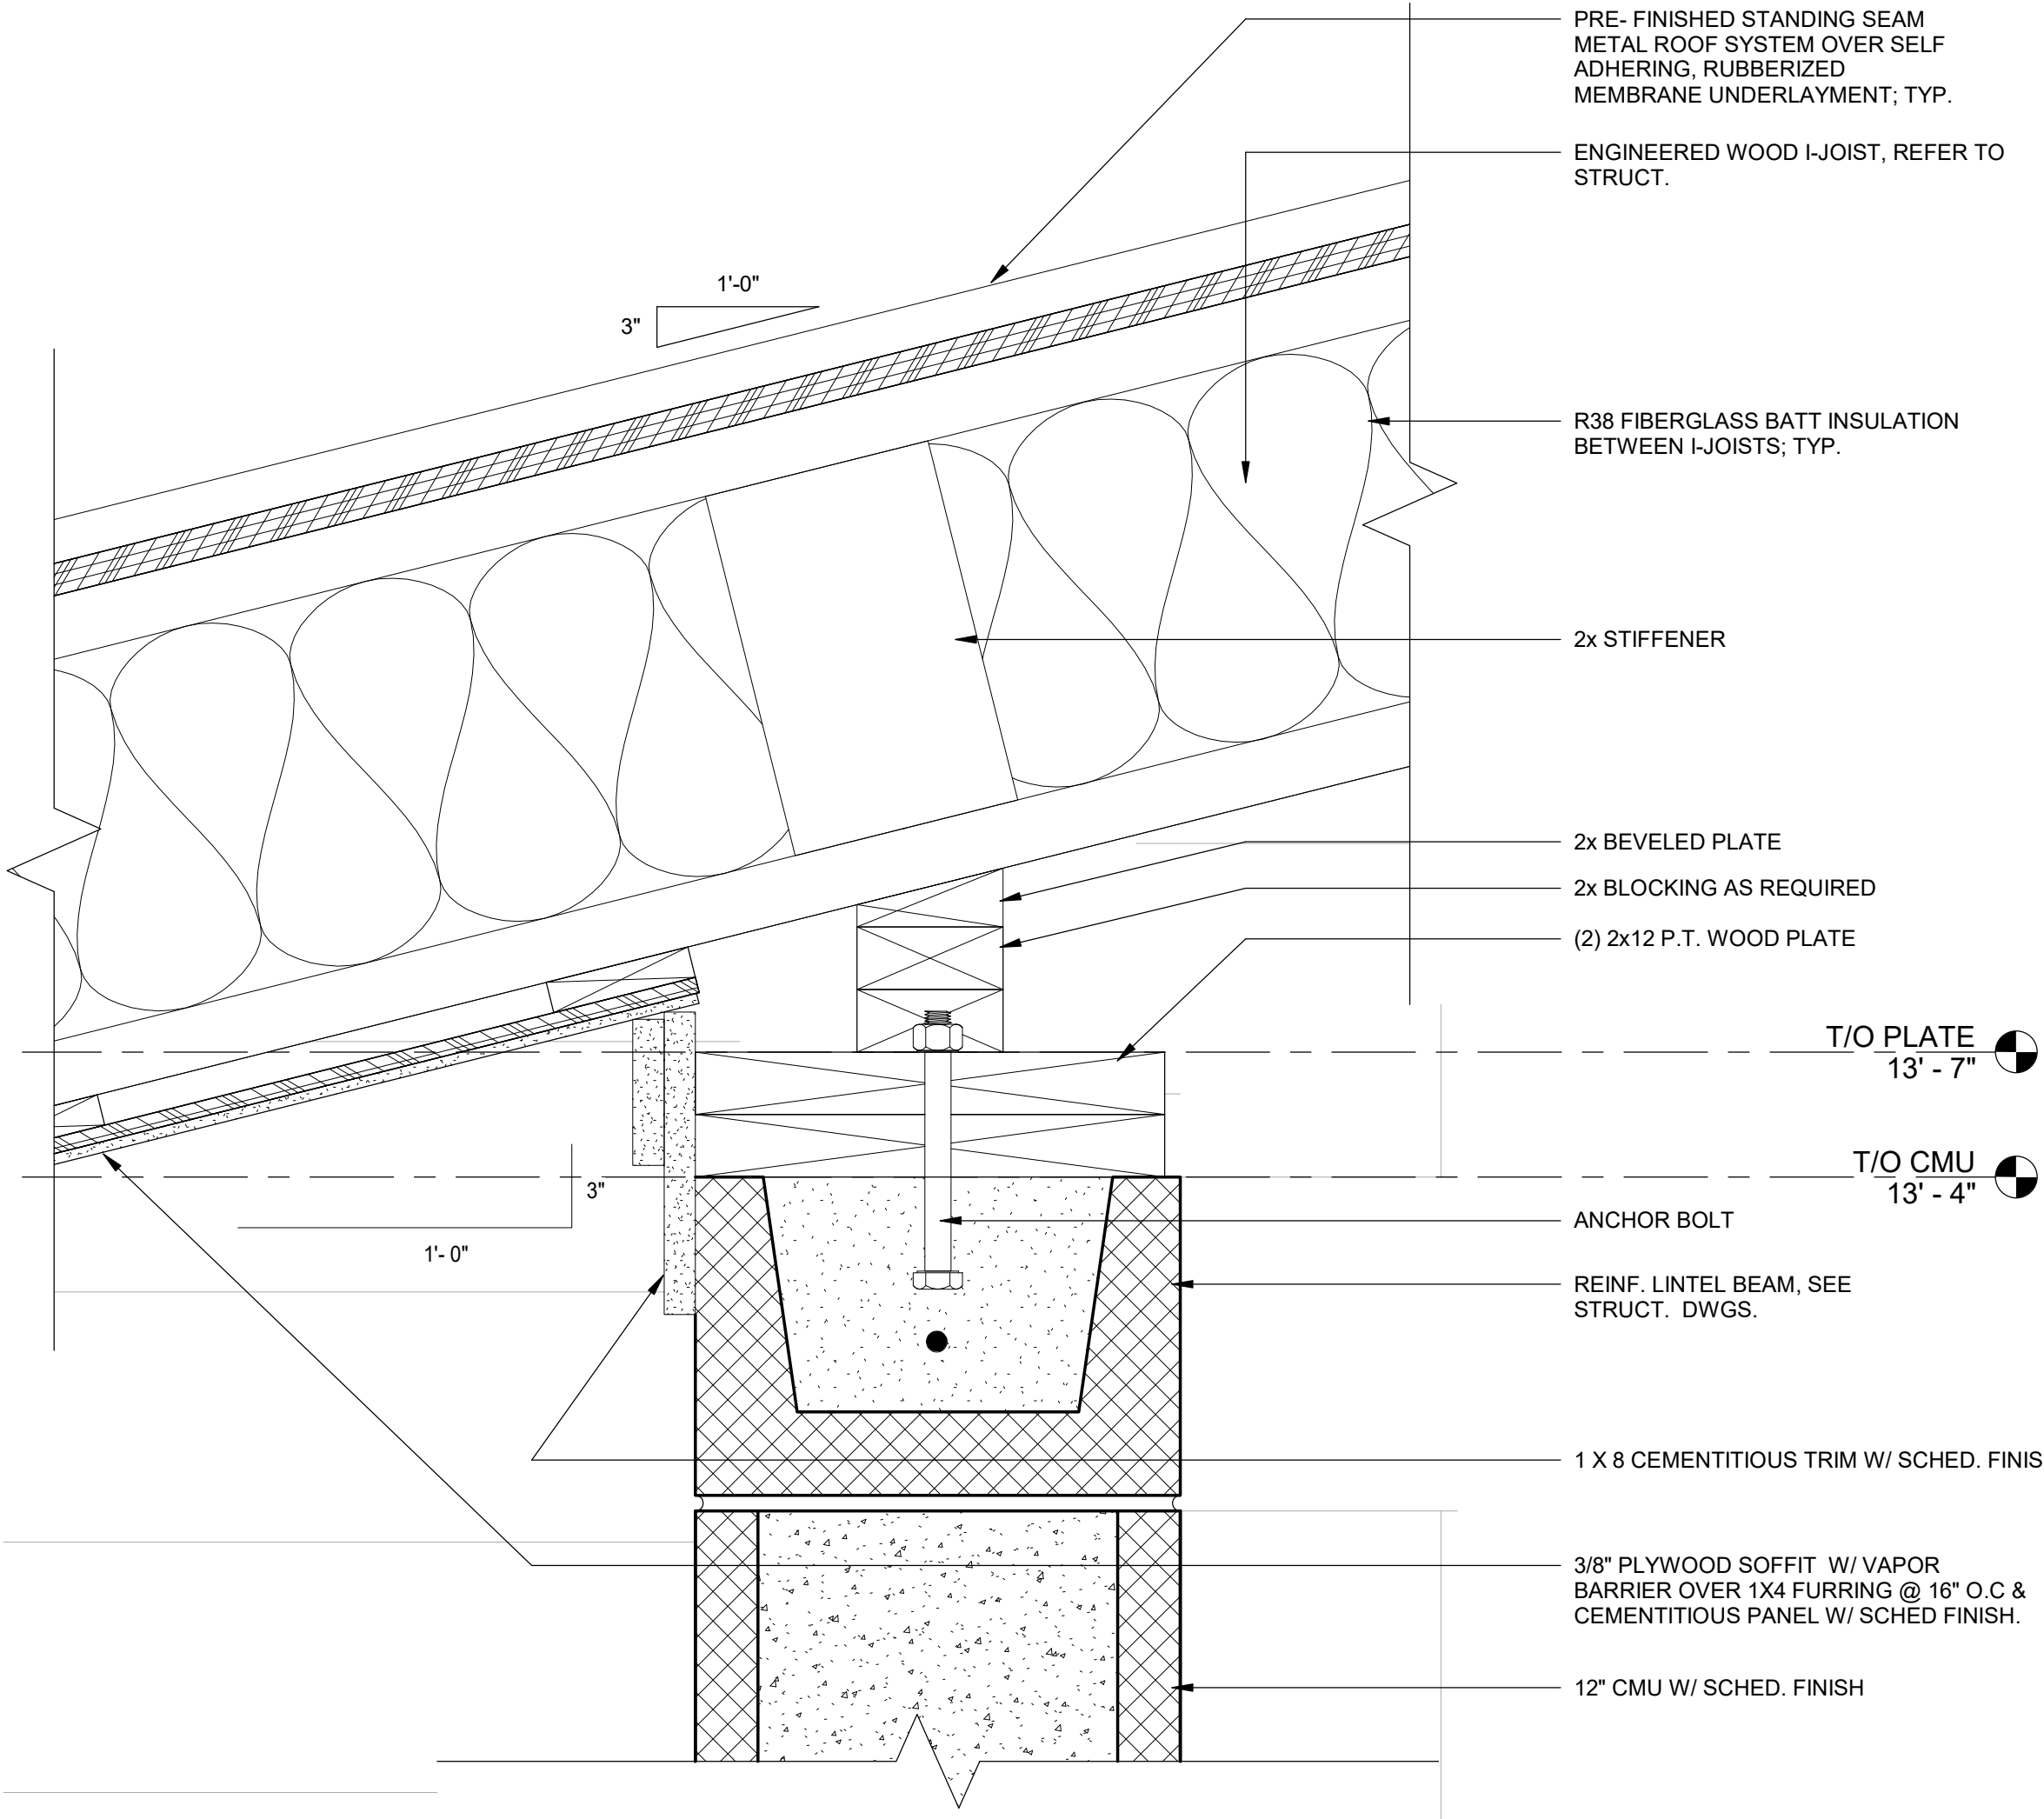 PRE- FINISHED STANDING SEAM
METAL ROOF SYSTEM OVER SELF
ADHERING, RUBBERIZED
MEMBRANE UNDERLAYMENT; TYP.
ENGINEERED WOOD I-JOIST, REFER TO
STRUCT.
1'-0"
3"
R38 FIBERGLASS BATT INSULATION
BETWEEN I-JOISTS; TYP.
2x STIFFENER
2x BEVELED PLATE
2x BLOCKING AS REQUIRED
(2) 2x12 P.T. WOOD PLATE
T/O PLATE
13' - 7"
T/O CMU
13' - 4"
3"
1'- 0"
ANCHOR BOLT
REINF. LINTEL BEAM, SEE
STRUCT. DWGS.
1 X 8 CEMENTITIOUS TRIM W/ SCHED. FINIS
3/8" PLYWOOD SOFFIT W/ VAPOR
BARRIER OVER 1X4 FURRING @ 16" O.C &
CEMENTITIOUS PANEL W/ SCHED FINISH.
12" CMU W/ SCHED. FINISH